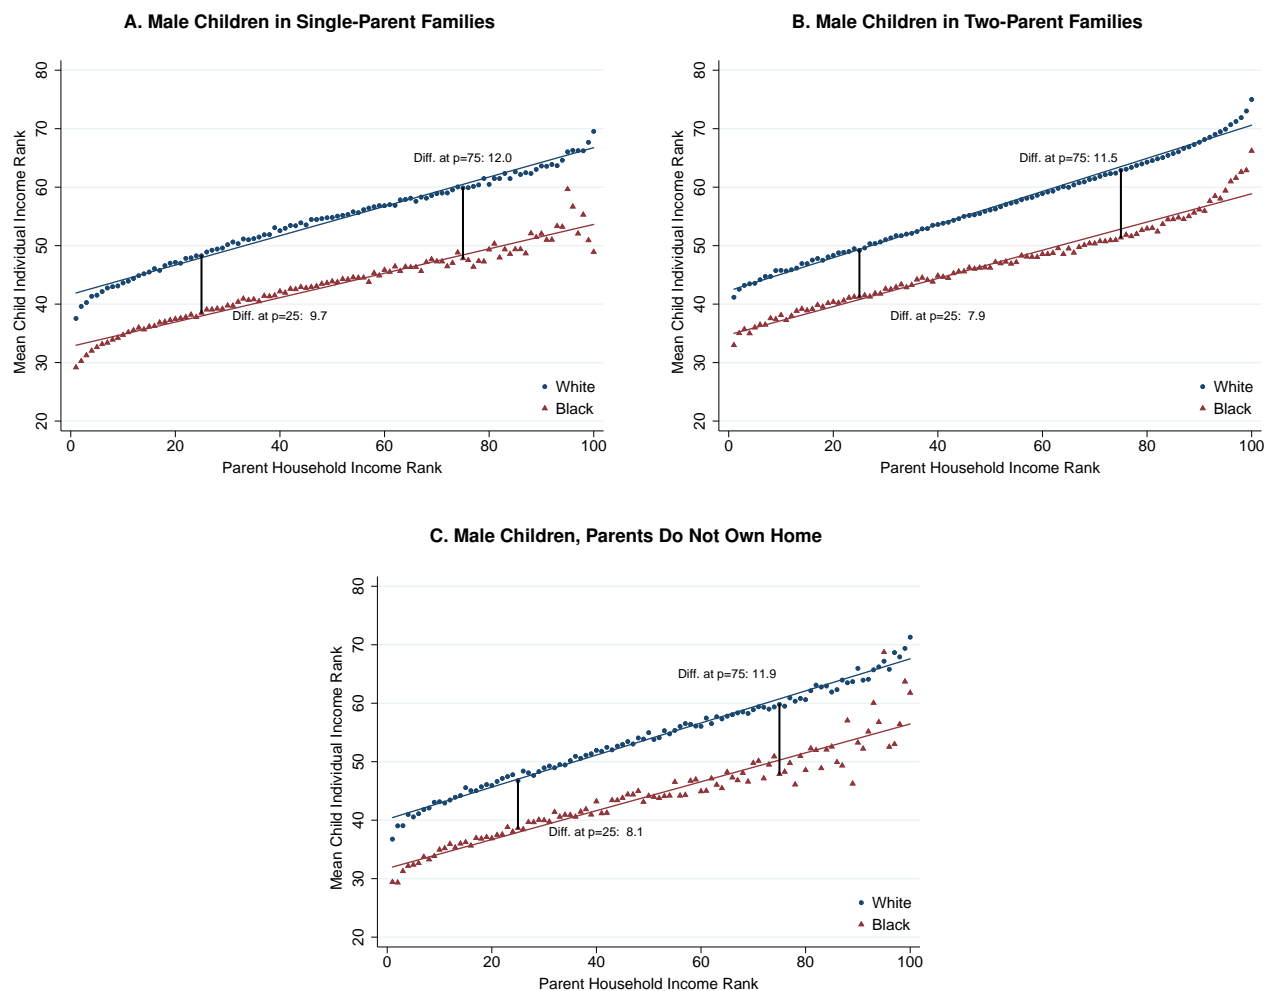 A. Male Children in Single-Parent Families
Mean Child Individual Income Rank
80
70
60
50
40
30
20
Diff. at p=75: 12.0
Diff. at p=25: 9.7
White
Black
0 20 40 60 80 100
Parent Household Income Rank
B. Male Children in Two-Parent Families
Mean Child Individual Income Rank
80
70
60
50
40
30
20
Diff. at p=75: 11.5
Diff. at p=25: 7.9
White
Black
0 20 40 60 80 100
Parent Household Income Rank
C. Male Children, Parents Do Not Own Home
Mean Child Individual Income Rank
80
70
60
50
40
30
20
Diff. at p=75: 11.9
Diff. at p=25: 8.1
White
Black
0 20 40 60 80 100
Parent Household Income Rank